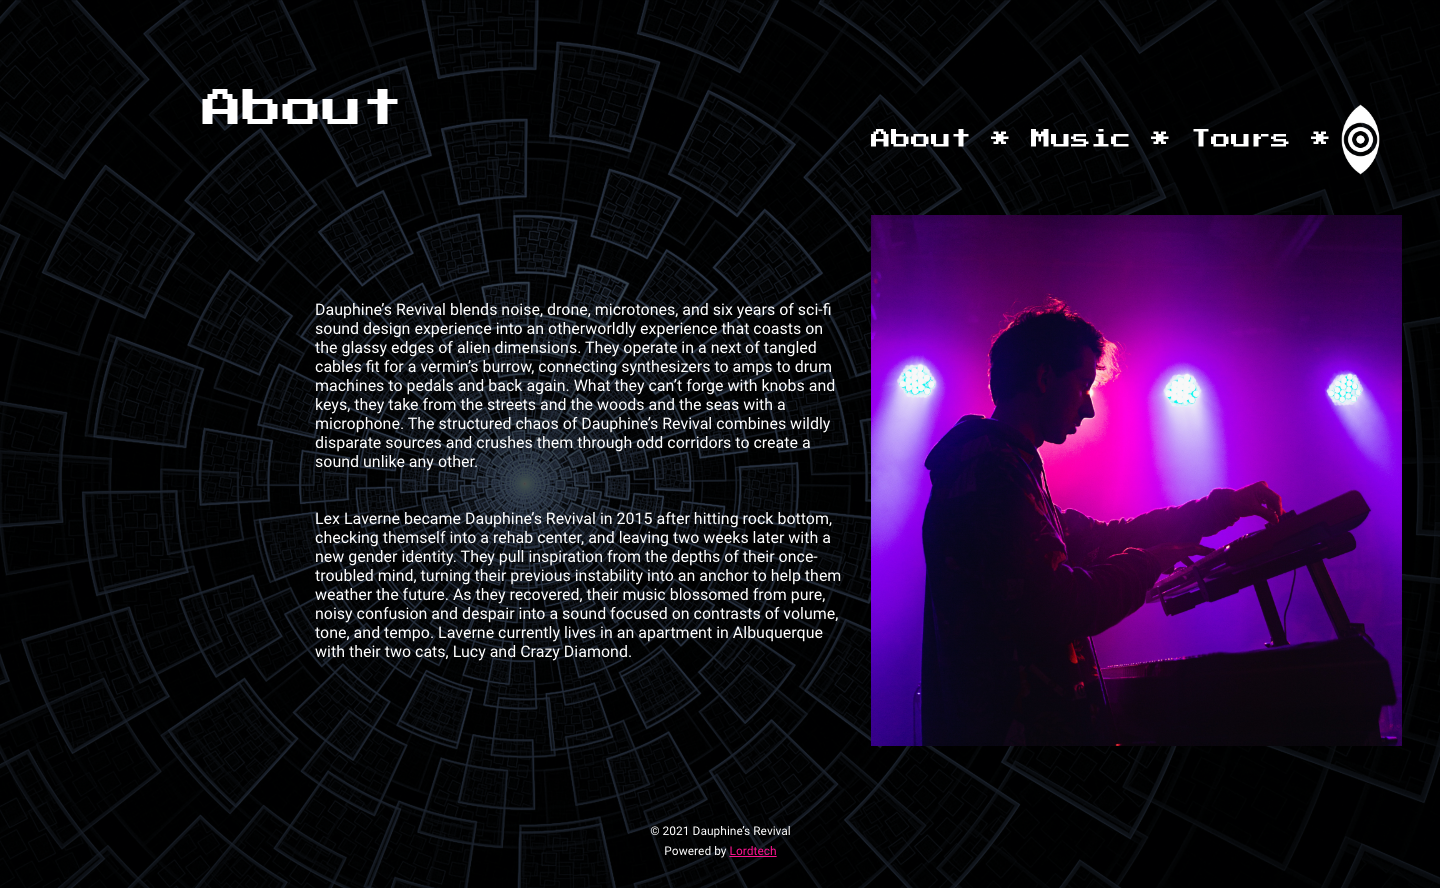 About
About * Music * Tours *
Dauphine’s Revival blends noise, drone, microtones, and six years of sci-fi
sound design experience into an otherworldly experience that coasts on
the glassy edges of alien dimensions. They operate in a next of tangled
cables fit for a vermin’s burrow, connecting synthesizers to amps to drum
machines to pedals and back again. What they can’t forge with knobs and
keys, they take from the streets and the woods and the seas with a
microphone. The structured chaos of Dauphine’s Revival combines wildly
disparate sources and crushes them through odd corridors to create a
sound unlike any other.
Lex Laverne became Dauphine’s Revival in 2015 after hitting rock bottom,
checking themself into a rehab center, and leaving two weeks later with a
new gender identity. They pull inspiration from the depths of their once-
troubled mind, turning their previous instability into an anchor to help them
weather the future. As they recovered, their music blossomed from pure,
noisy confusion and despair into a sound focused on contrasts of volume,
tone, and tempo. Laverne currently lives in an apartment in Albuquerque
with their two cats, Lucy and Crazy Diamond.
© 2021 Dauphine’s Revival
Powered by Lordtech